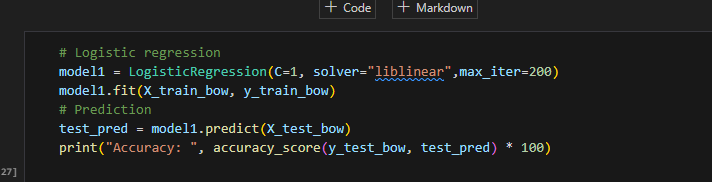 + Code + Markdown
# Logistic regression
model1 = LogisticRegression(C=1, solver="liblinear",max_iter=200)
model1.fit(X_train_bow, y_train_bow)
# Prediction
test_pred = model1.predict(X_test_bow)
print("Accuracy: ", accuracy_score(y_test_bow, test_pred) * 100)
27]